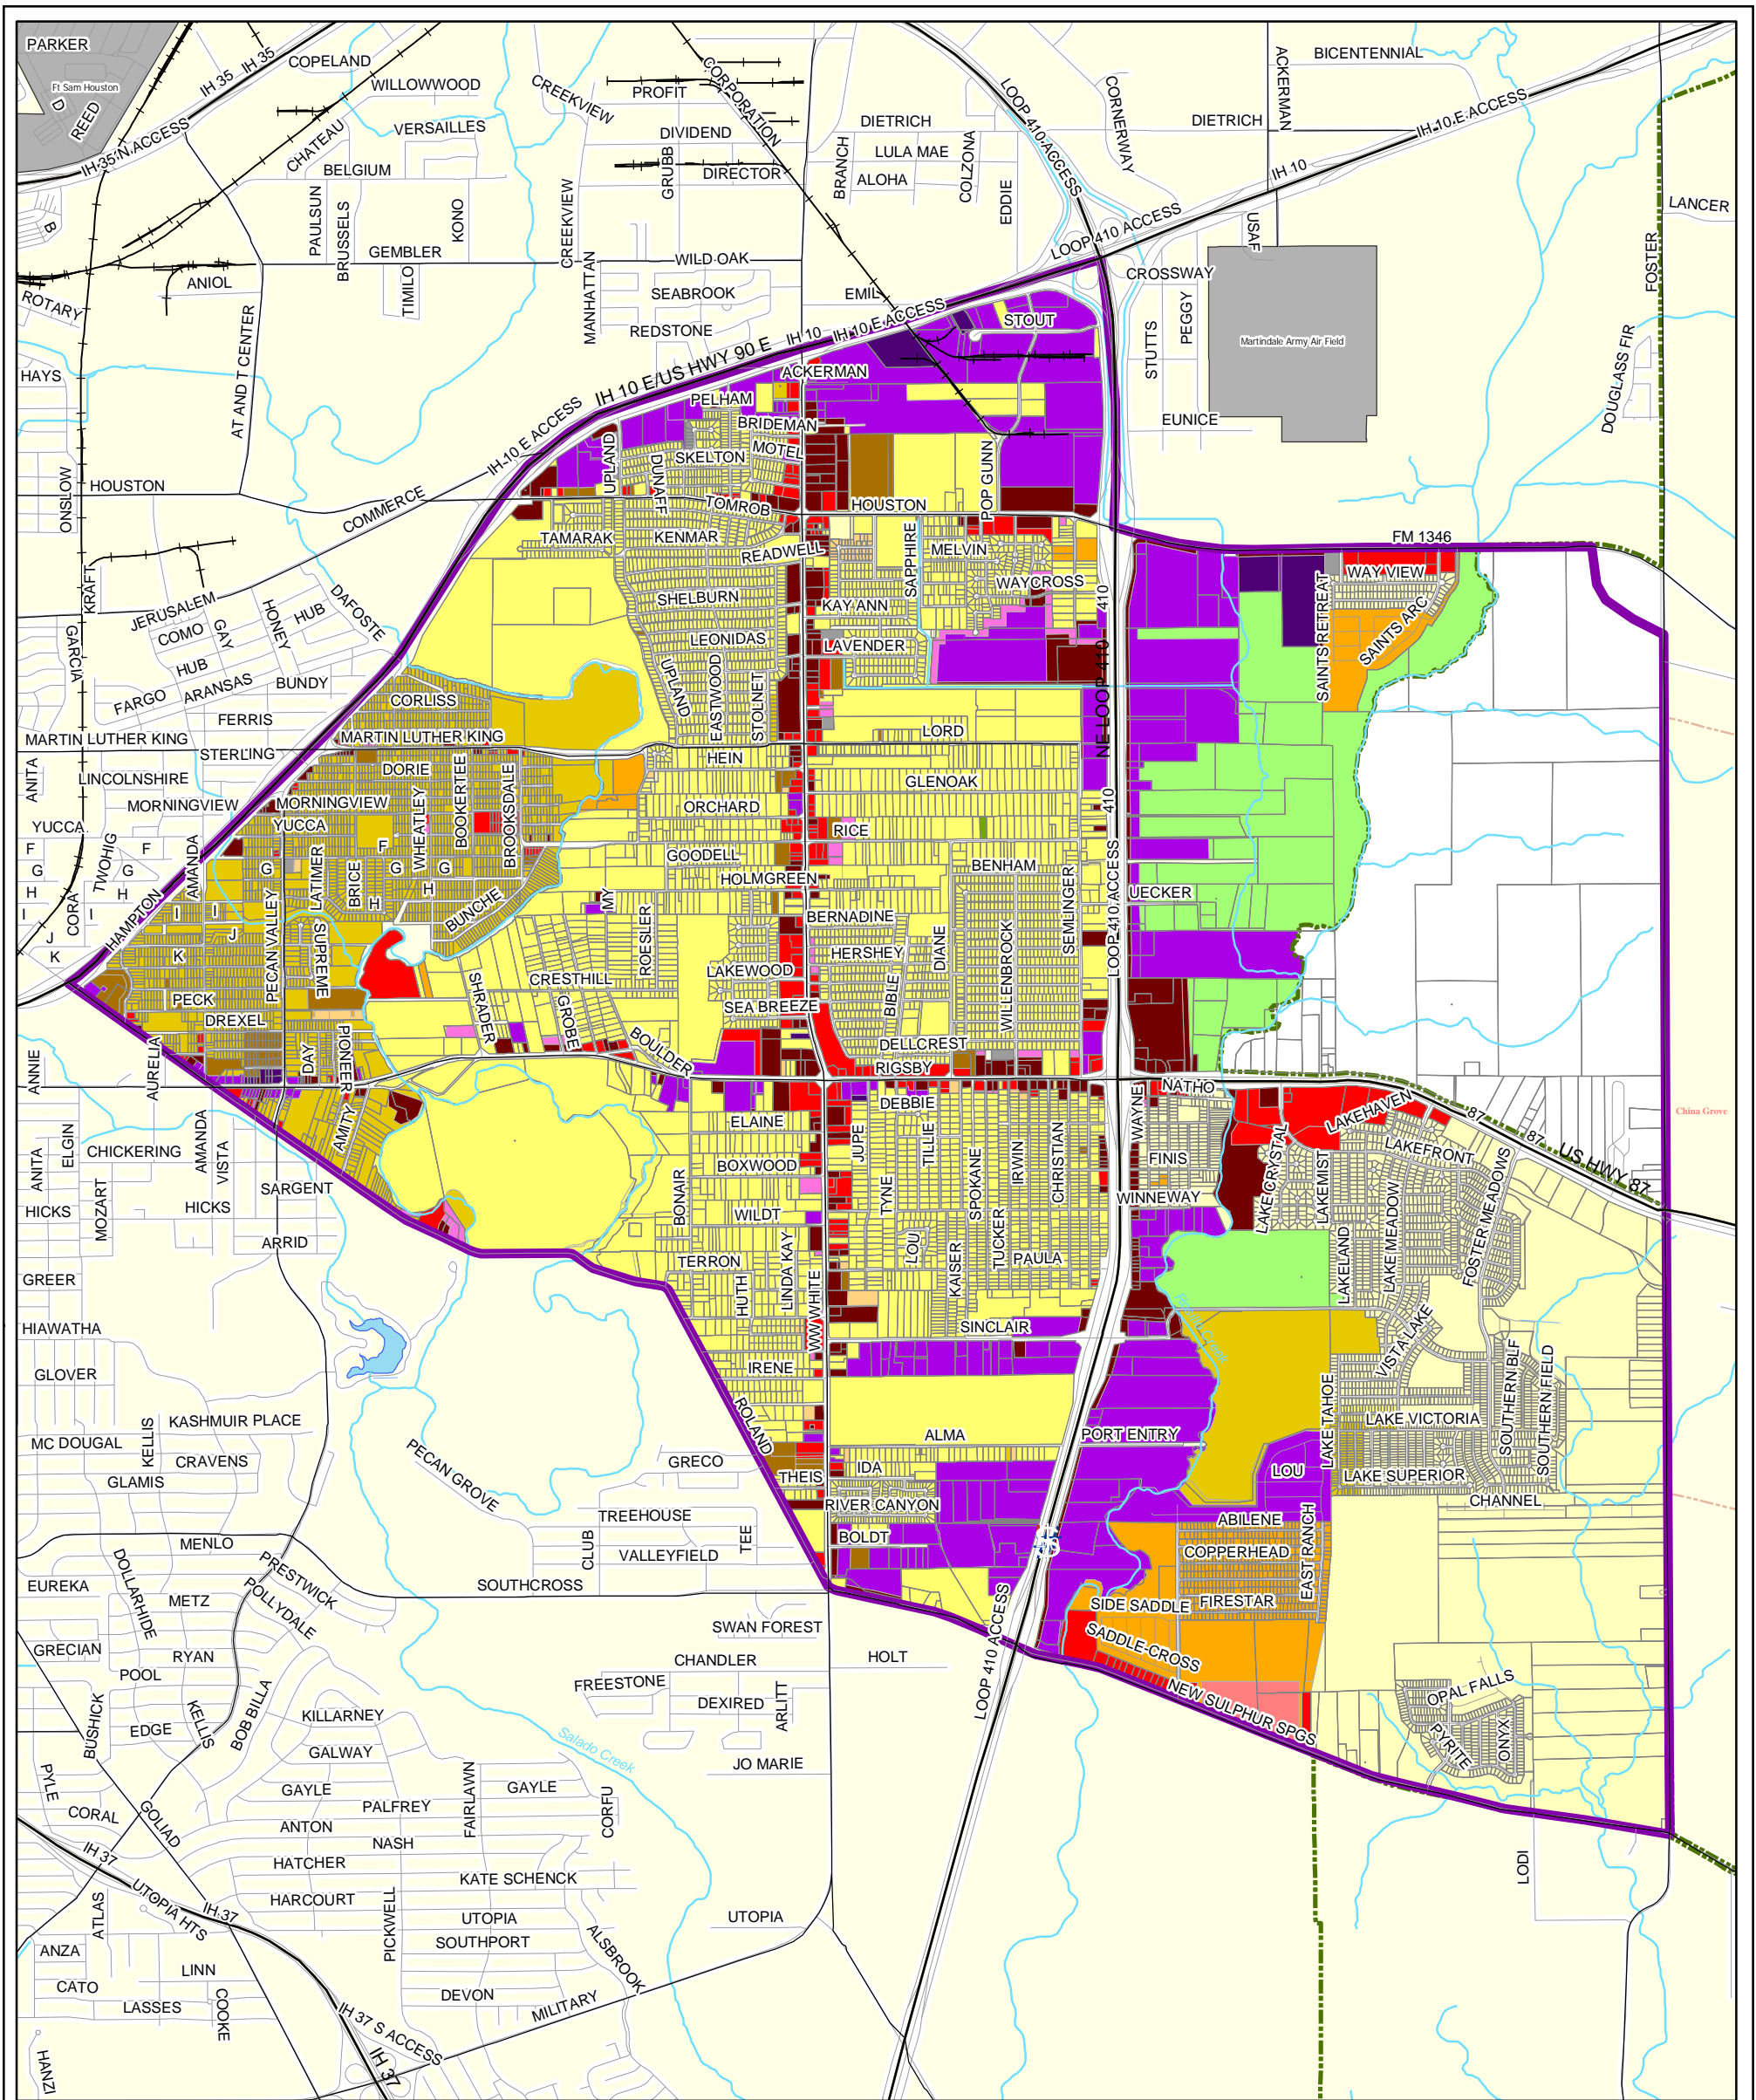 PARKER
Ft Sam Houston
D
REED
IH 35
IH 35
IH 35 N ACCESS
COPELAND
WILLOWWOOD
VERSAILLES
CHATEAU
BELGIUM
PAULSUN
BRUSSELS
KONO
GEMBLER
TIMILO
B
ANIOL
ROTARY
AT AND T CENTER
HAYS
ONSLOW
HOUSTON
CREEKVIEW
PROFIT
CORPORATION
DIVIDEND
GRUBB
DIRECTOR
CREEKVIEW
MANHATTAN
WILD OAK
SEABROOK
REDSTONE
EMIL
DIETRICH
LULA MAE
ALOHA
BRANCH
COLZONA
EDDIE
LOOP 410 ACCESS
CORNERWAY
DIETRICH
ACKERMAN
BICENTENNIAL
IH 10 E ACCESS
IH 10
LOOP 410 ACCESS
USAF
LANCER
FOSTER
CROSSWAY
PEGGY
STUTTS
EUNICE
Martindale Army Air Field
DOUGLASS FIR
IH 10 E/US HWY 90 E
IH 10
IH 10 E ACCESS
IH 10 E ACCESS
COMMERCE
STOUT
ACKERMAN
PELHAM
BRIDEMAN
MOTEL
SKELTON
UPLAND
DUNAFF
TOMROB
HOUSTON
POP GUNN
TAMARAK
KENMAR
READWELL
SAPPHIRE
MELVIN
WAYCROSS
SHELBURN
KAY ANN
LEONIDAS
LAVENDER
UPLAND
EASTWOOD
STOLNET
410
NE LOOP 410
FM 1346
WAY VIEW
SAINTS RETREAT
SAINTS ARC
KRAFT
JERUSALEM
COMO
GAY
HONEY
HUB
DAFOSTE
GARCIA
HUB
FARGO
ARANSAS
BUNDY
FERRIS
CORLISS
MARTIN LUTHER KING
STERLING
MARTIN LUTHER KING
LORD
HEIN
ANITA
LINCOLNSHIRE
MORNINGVIEW
MORNINGVIEW
DORIE
WHEATLEY
BOOKERTEE
BROOKSDALE
ORCHARD
GLENOAK
410
YUCCA
YUCCA
RICE
F
F
F
G
G
G
G
G
H
H
H
H
I
I
I
I
J
J
K
K
TWOHIG
AMANDA
CORA
HAMPTON
LATIMER
BRICE
PECAN VALLEY
SUPREME
BUNCHE
GOODELL
HOLMGREEN
BENHAM
MY
BERNADINE
HERSHEY
DIANE
WILLENBROCK
SEMLINGER
LOOP 410 ACCESS
UECKER
ROESLER
LAKEWOOD
CRESTHILL
SHRADER
GROBE
SEA BREEZE
BIBLE
PECK
DREXEL
DAY
PIONEER
BOULDER
DELLCREST
RIGSBY
NATHO
ANNIE
AURELIA
AMITY
ELAINE
DEBBIE
WAYNE
LAKEHAVEN
87
87
US HWY 87
China Grove
ELGIN
ANITA
CHICKERING
AMANDA
VISTA
MOZART
HICKS
HICKS
SARGENT
ARRID
BOXWOOD
BONAIR
JUPE
TILLIE
TYNE
SPOKANE
IRWIN
CHRISTIAN
FINIS
WINNEWAY
LAKE CRYSTAL
LAKEMIST
LAKEFRONT
LAKE MEADOW
FOSTER MEADOWS
LAKELAND
WILDT
LOU
TERRON
HUTH
LINDA KAY
WW WHITE
KAISER
TUCKER
PAULA
GREER
HIAWATHA
GLOVER
SINCLAIR
IRENE
Rosillo Creek
VISTA LAKE
SOUTHERN BLF
SOUTHERN FIELD
LAKE TAHOE
LAKE VICTORIA
LAKE SUPERIOR
CHANNEL
KASHMUIR PLACE
KELLIS
MC DOUGAL
CRAVENS
GLAMIS
PECAN GROVE
ROLAND
ALMA
PORT ENTRY
GRECO
THEIS
IDA
RIVER CANYON
LOU
TREEHOUSE
CLUB
VALLEYFIELD
TEE
BOLDT
ABILENE
COPPERHEAD
EAST RANCH
SIDE SADDLE
FIRESTAR
SADDLE-CROSS
NEW SULPHUR SPGS
OPAL FALLS
PYRITE
ONYX
MENLO
DOLLARHIDE
PRESTWICK
POLLYDALE
SOUTHCROSS
EUREKA
METZ
GRECIAN
RYAN
POOL
BUSHICK
EDGE
KELLIS
BOB BILLA
SWAN FOREST
CHANDLER
HOLT
LOOP 410 ACCESS
FREESTONE
DEXIRED
ARLITT
JO MARIE
Salado Creek
KILLARNEY
GALWAY
PYLE
CORAL
GOLIAD
GAYLE
GAYLE
FAIRLAWN
PALFREY
CORFU
ANTON
NASH
HATCHER
KATE SCHENCK
HARCOURT
PICKWELL
UTOPIA
UTOPIA
SOUTHPORT
ALSBROOK
LODI
IH 37
UTOPIA HTS
IH 37
ATLAS
ANZA
CATO
LINN
LASSES
COOKE
DEVON
MILITARY
IH 37 S ACCESS
IH 37
HANZI